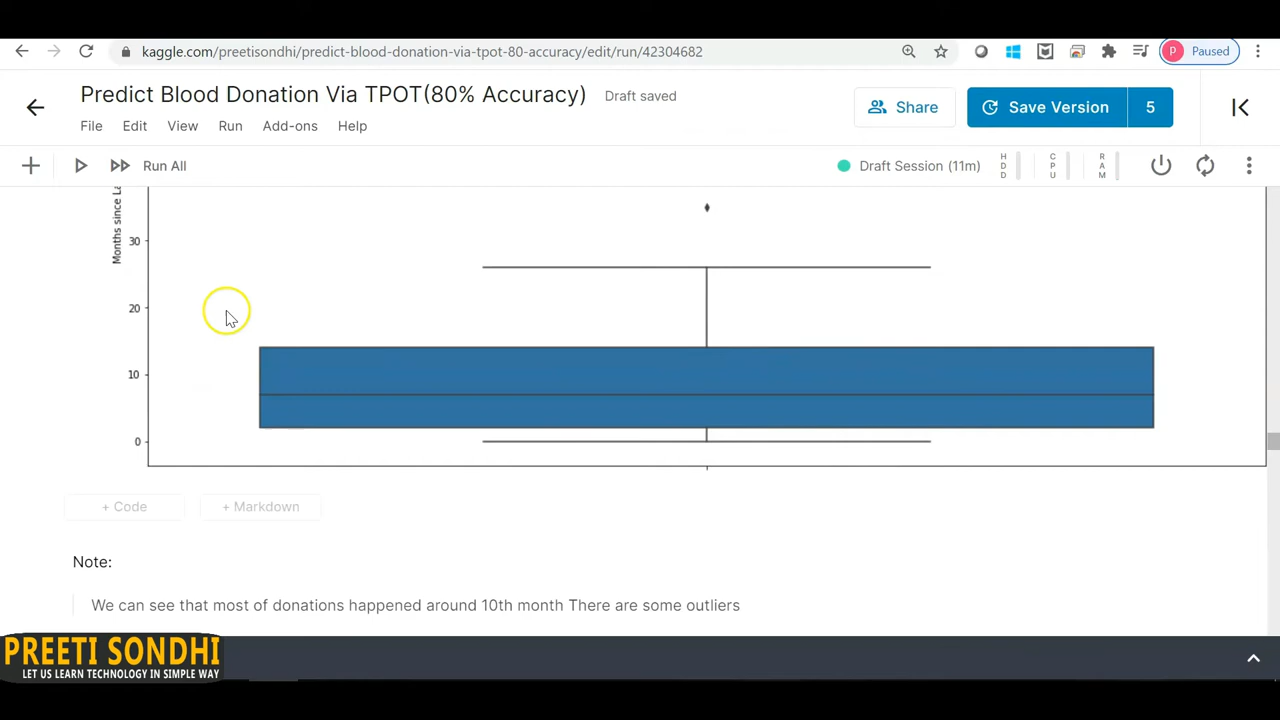 kaggle.com/preetisondhi/predict-blood-donation-via-tpot-80-accuracy/edit/run/42304682
P Paused
Predict Blood Donation Via TPOT(80% Accuracy) Draft saved
Share Save Version 5
File Edit View Run Add-ons Help
Run All
Draft Session (11m) HDD CPU RAM
Months since La
30
20
10
0
+ Code + Markdown
Note:
We can see that most of donations happened around 10th month There are some outliers
PREETI SONDHI
LET US LEARN TECHNOLOGY IN SIMPLE WAY